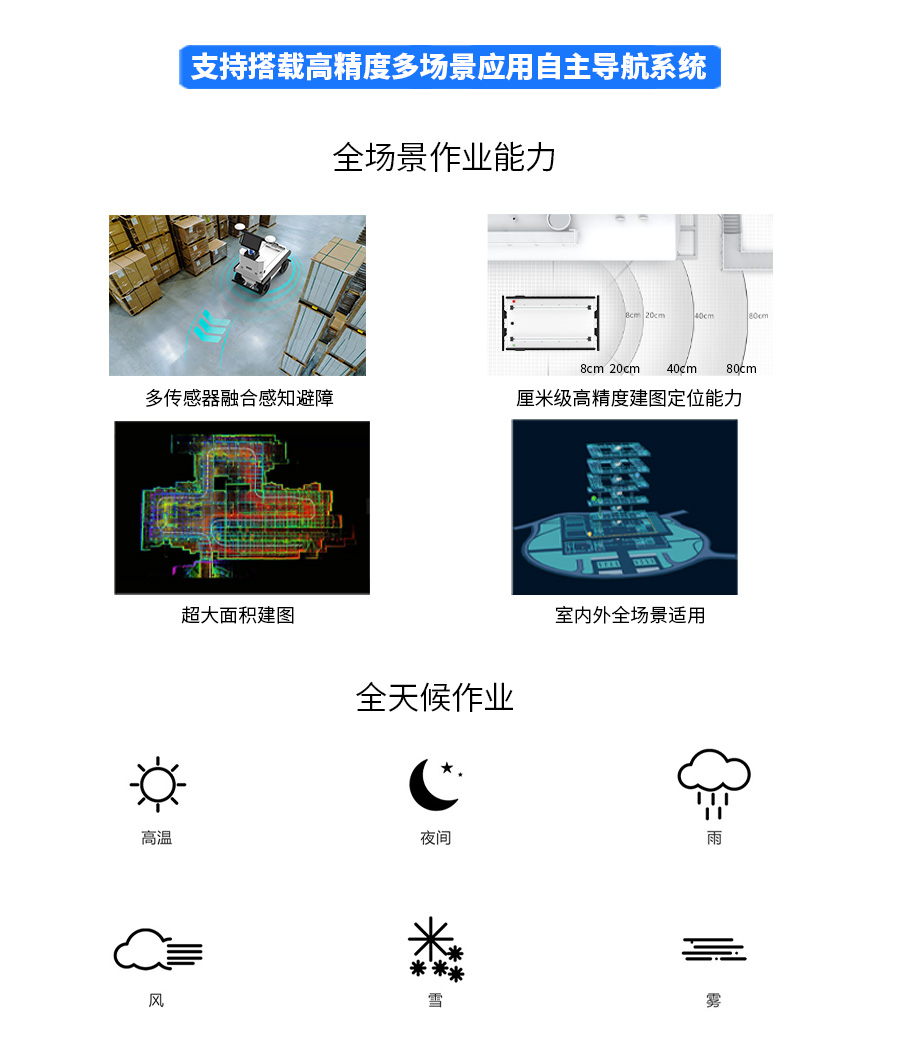 支持搭载高精度多场景应用自主导航系统
全场景作业能力
8cm 20cm 40cm 80cm
8cm 20cm 40cm 80cm
多传感器融合感知避障
厘米级高精度建图定位能力
超大面积建图
室内外全场景适用
全天候作业
高温
夜间
雨
风
雪
雾